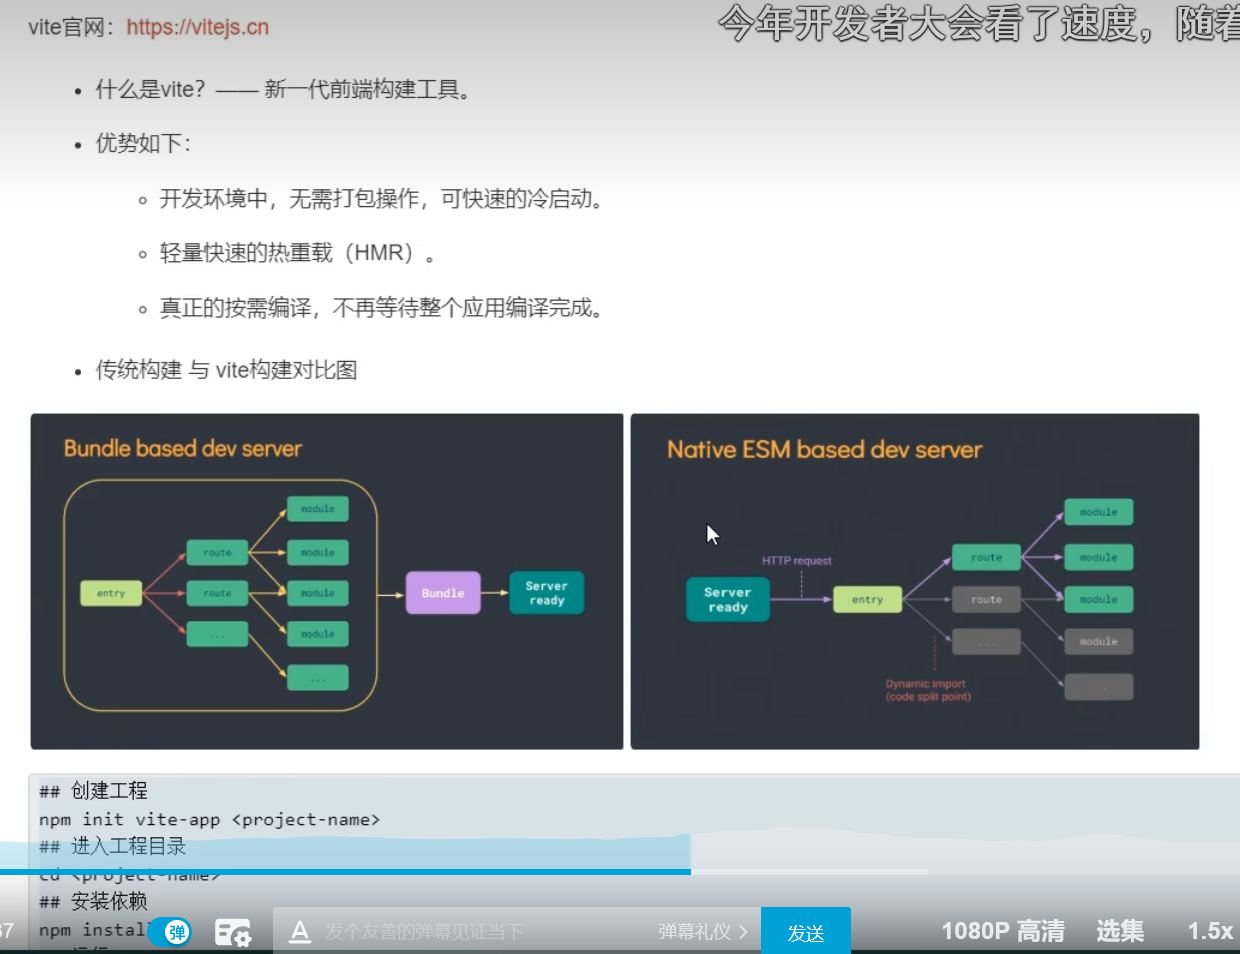 vite官网：https://vitejs.cn
今年开发者大会看了速度，随着
• 什么是vite？—— 新一代前端构建工具。
• 优势如下：
◦ 开发环境中，无需打包操作，可快速的冷启动。
◦ 轻量快速的热重载（HMR）。
◦ 真正的按需编译，不再等待整个应用编译完成。
• 传统构建 与 vite构建对比图
Bundle based dev server
entry
route
route
...
module
module
module
module
...
Bundle
Server
ready
Native ESM based dev server
Server
ready
HTTP request
entry
Dynamic import
(code split point)
route
route
...
module
module
module
module
...
## 创建工程
npm init vite-app <project-name>
## 进入工程目录
cd <project-name>
## 安装依赖
npm install
37
弹
A
发个友善的弹幕见证当下
弹幕礼仪 >
发送
1080P 高清
选集
1.5x